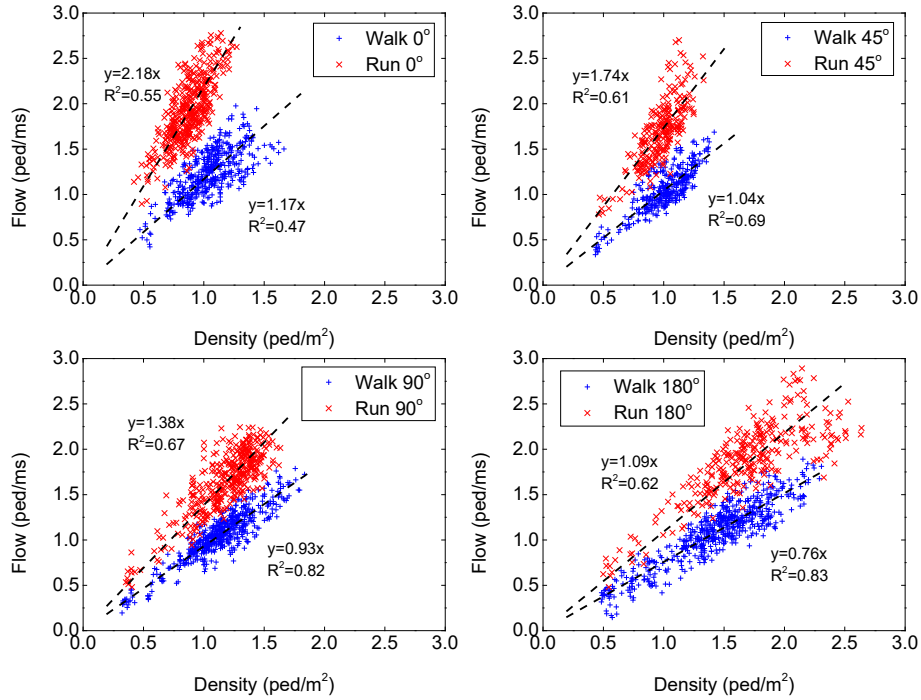 3.0
2.5
2.0
1.5
1.0
0.5
0.0
Flow (ped/ms)
Walk 0°
Run 0°
y=2.18x
R²=0.55
y=1.17x
R²=0.47
0.0 0.5 1.0 1.5 2.0 2.5 3.0
Density (ped/m²)
3.0
2.5
2.0
1.5
1.0
0.5
0.0
Flow (ped/ms)
Walk 45°
Run 45°
y=1.74x
R²=0.61
y=1.04x
R²=0.69
0.0 0.5 1.0 1.5 2.0 2.5 3.0
Density (ped/m²)
3.0
2.5
2.0
1.5
1.0
0.5
0.0
Flow (ped/ms)
Walk 90°
Run 90°
y=1.38x
R²=0.67
y=0.93x
R²=0.82
0.0 0.5 1.0 1.5 2.0 2.5 3.0
Density (ped/m²)
3.0
2.5
2.0
1.5
1.0
0.5
0.0
Flow (ped/ms)
Walk 180°
Run 180°
y=1.09x
R²=0.62
y=0.76x
R²=0.83
0.0 0.5 1.0 1.5 2.0 2.5 3.0
Density (ped/m²)